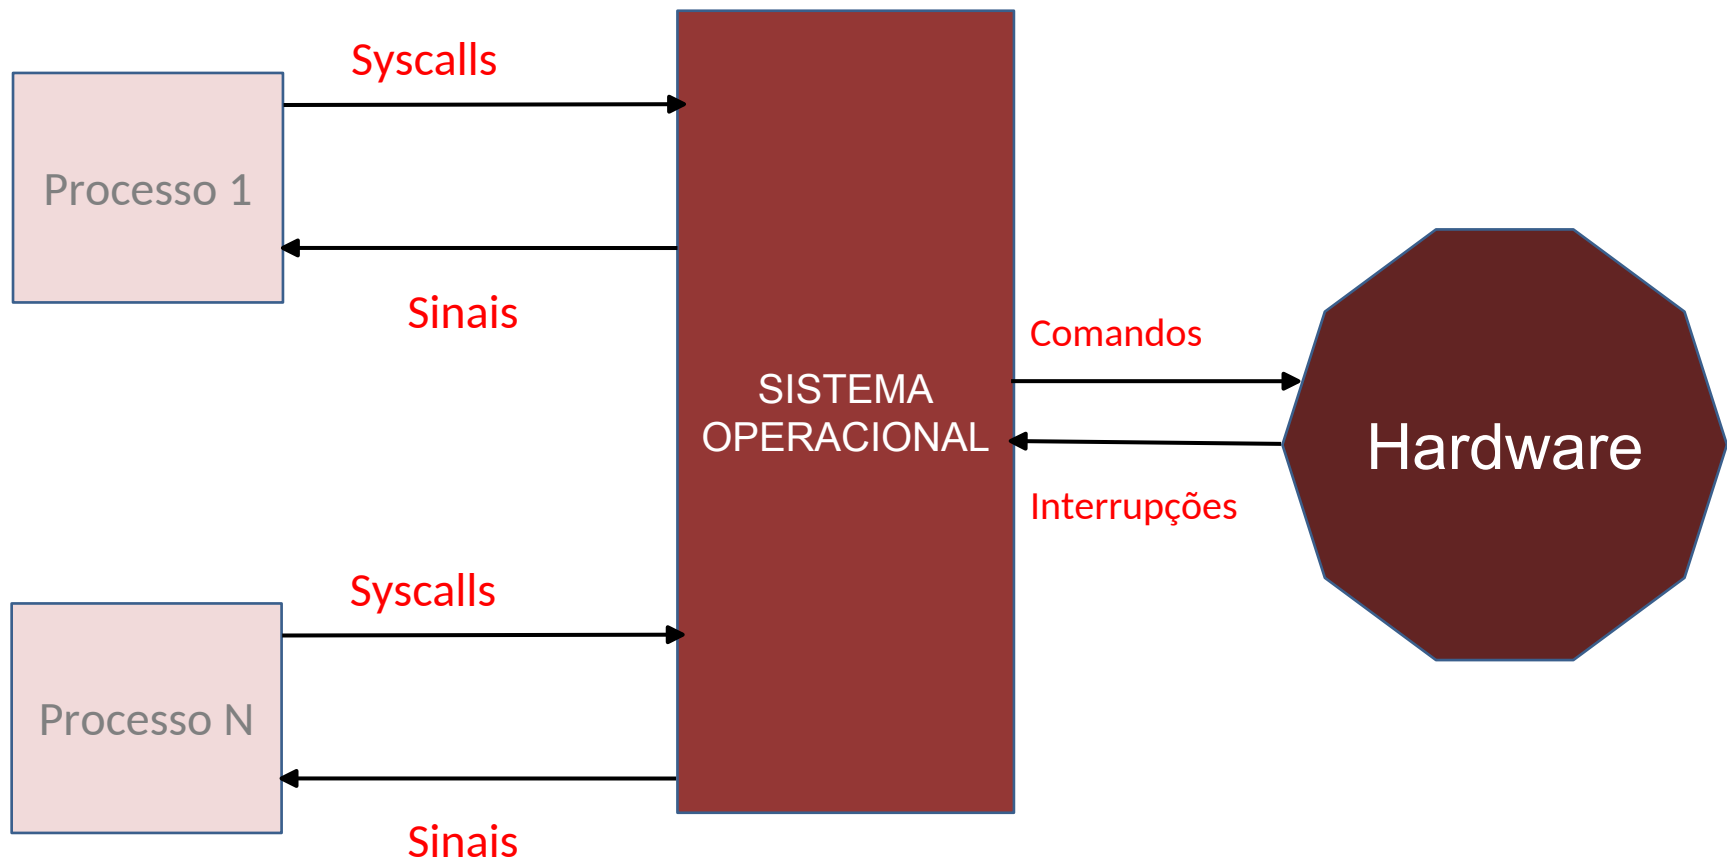 Syscalls
Processo 1
Sinais
SISTEMA
OPERACIONAL
Comandos
Hardware
Interrupções
Syscalls
Processo N
Sinais